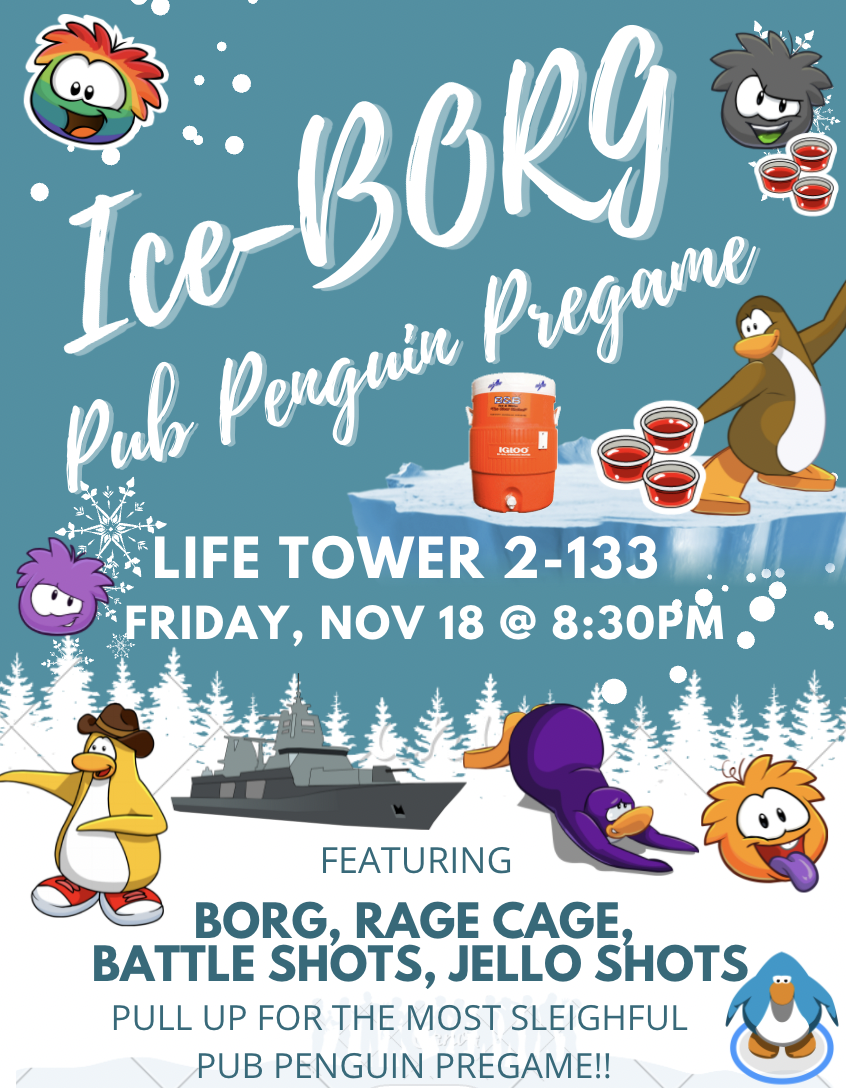 Ice-BORG
Pub Penguin Pregame
IGLOO
LIFE TOWER 2-133
FRIDAY, NOV 18 @ 8:30PM
FEATURING
BORG, RAGE CAGE,
BATTLE SHOTS, JELLO SHOTS
PULL UP FOR THE MOST SLEIGHFUL
PUB PENGUIN PREGAME!!